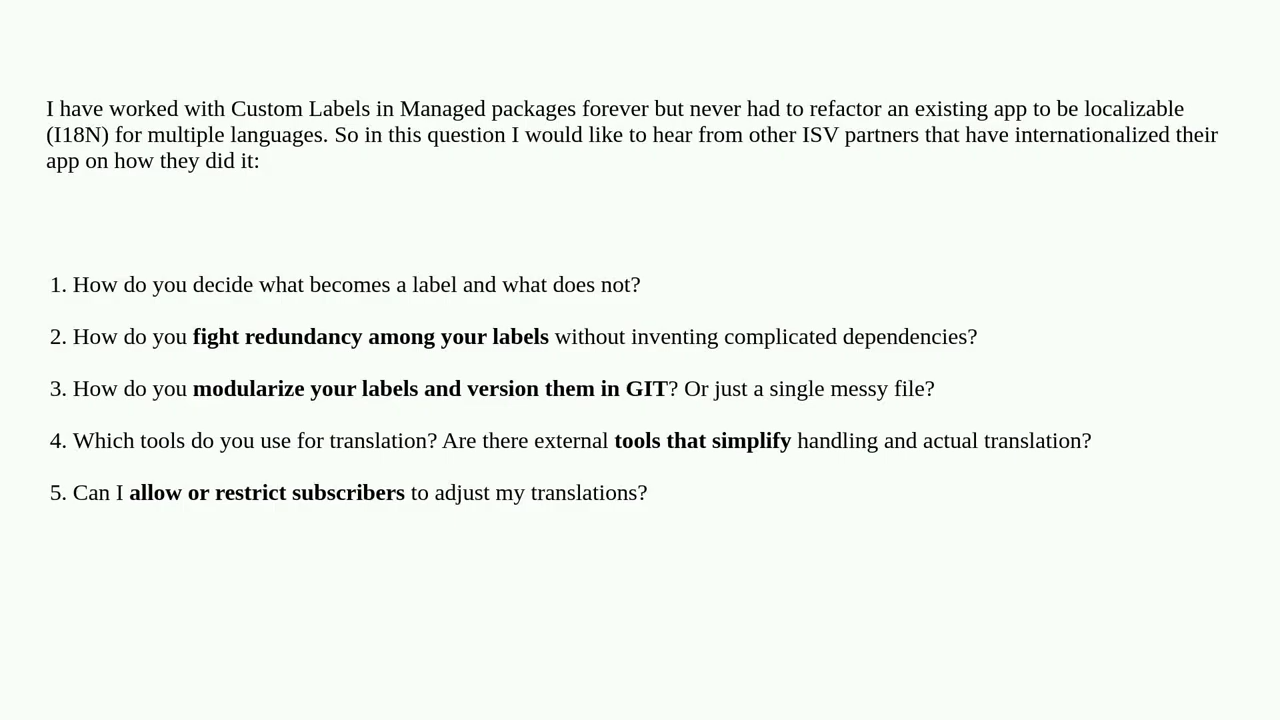 I have worked with Custom Labels in Managed packages forever but never had to refactor an existing app to be localizable
(I18N) for multiple languages. So in this question I would like to hear from other ISV partners that have internationalized their
app on how they did it:
1. How do you decide what becomes a label and what does not?
2. How do you fight redundancy among your labels without inventing complicated dependencies?
3. How do you modularize your labels and version them in GIT? Or just a single messy file?
4. Which tools do you use for translation? Are there external tools that simplify handling and actual translation?
5. Can I allow or restrict subscribers to adjust my translations?